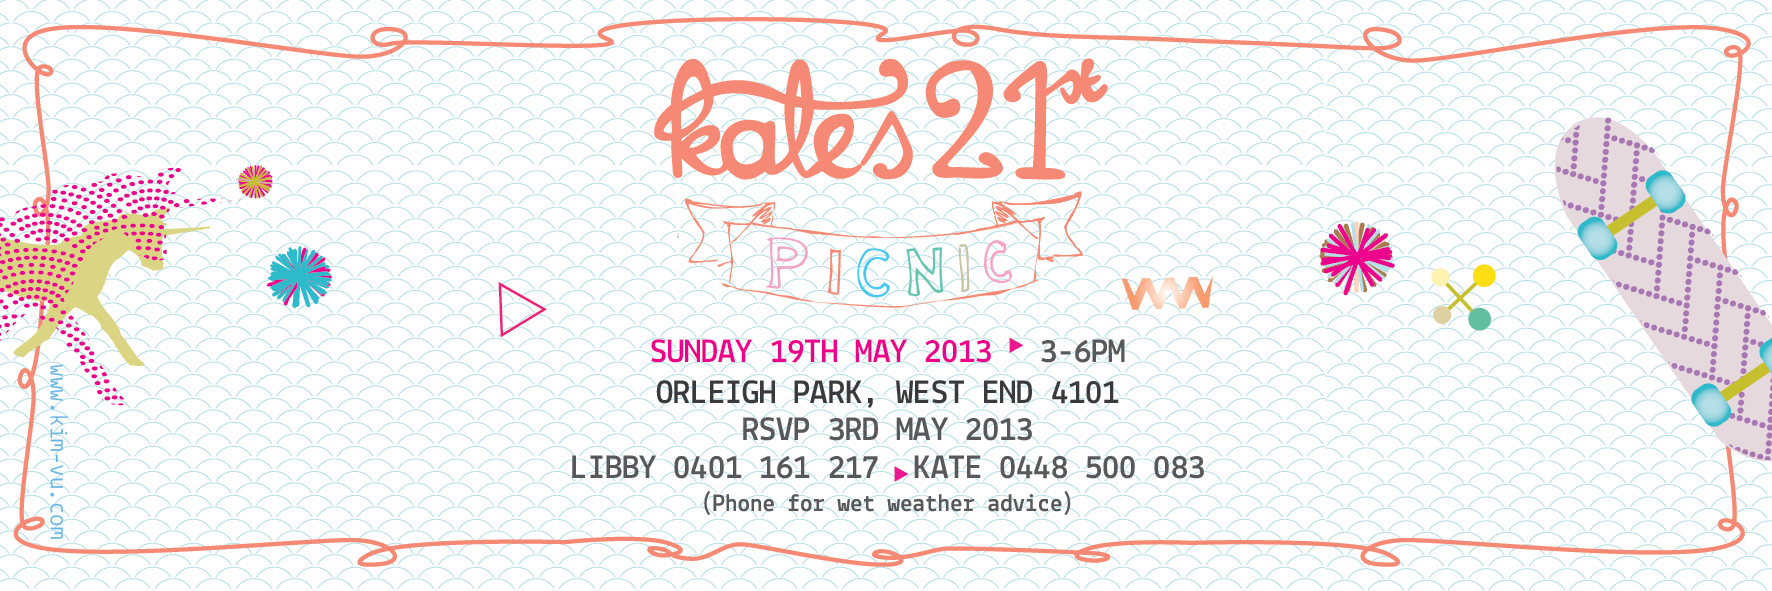 kates 21st
PICNIC
SUNDAY 19TH MAY 2013 ▶ 3-6PM
ORLEIGH PARK, WEST END 4101
RSVP 3RD MAY 2013
LIBBY 0401 161 217 ▶ KATE 0448 500 083
(Phone for wet weather advice)
www.kim-vu.com